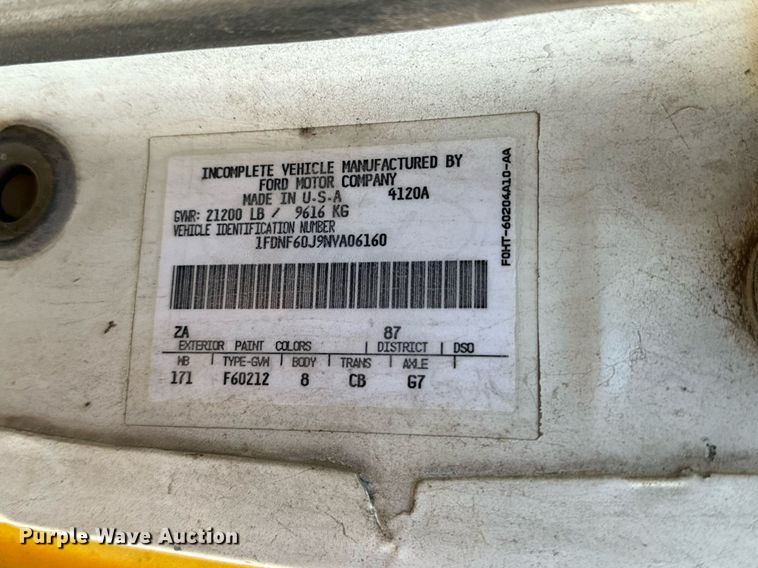 INCOMPLETE VEHICLE MANUFACTURED BY
FORD MOTOR COMPANY
MADE IN U.S.A 4120A
GVWR: 21200 LB / 9616 KG
VEHICLE IDENTIFICATION NUMBER
1FDNF60J9NVA06160
F0HT-60204A10-AA
ZA 87
EXTERIOR PAINT COLORS | DISTRICT | DSO
WB | TYPE-GVW | BODY | TRANS | AXLE |
171 F60212 8 CB G7
Purple Wave Auction®